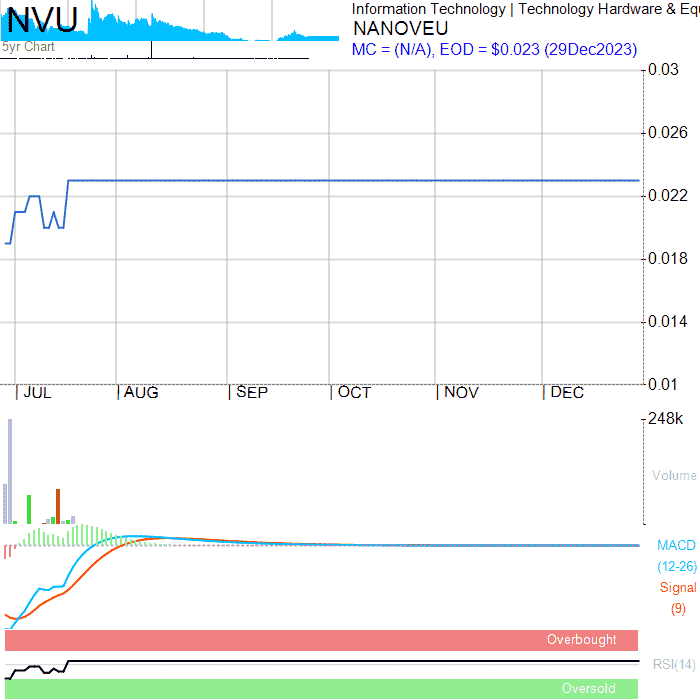 NVU
5yr Chart
Information Technology | Technology Hardware & Equ
NANOVEU
MC = (N/A), EOD = $0.023 (29Dec2023)
0.03
0.026
0.022
0.018
0.014
0.01
| JUL | AUG | SEP | OCT | NOV | DEC
248k
Volume
MACD
(12-26)
Signal
(9)
Overbought
RSI(14)
Oversold